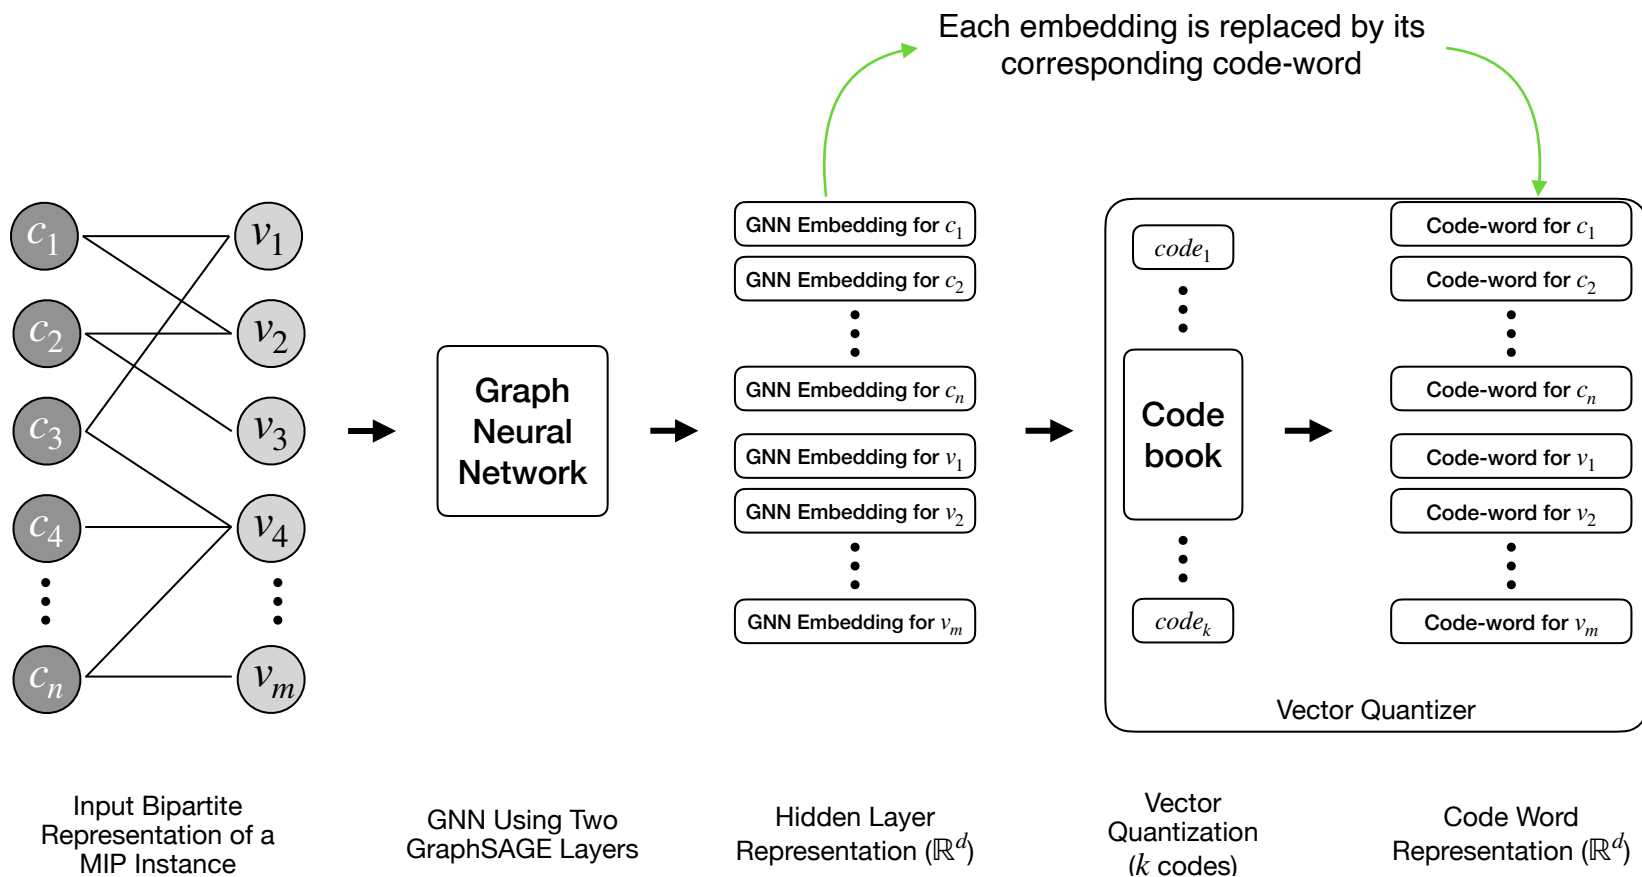 Each embedding is replaced by its
corresponding code-word
c₁
c₂
c₃
c₄
cₙ
v₁
v₂
v₃
v₄
vₘ
Graph
Neural
Network
GNN Embedding for c₁
GNN Embedding for c₂
GNN Embedding for cₙ
GNN Embedding for v₁
GNN Embedding for v₂
GNN Embedding for vₘ
code₁
Code
book
codeₖ
Code-word for c₁
Code-word for c₂
Code-word for cₙ
Code-word for v₁
Code-word for v₂
Code-word for vₘ
Vector Quantizer
Input Bipartite
Representation of a
MIP Instance
GNN Using Two
GraphSAGE Layers
Hidden Layer
Representation (ℝᵈ)
Vector
Quantization
(k codes)
Code Word
Representation (ℝᵈ)